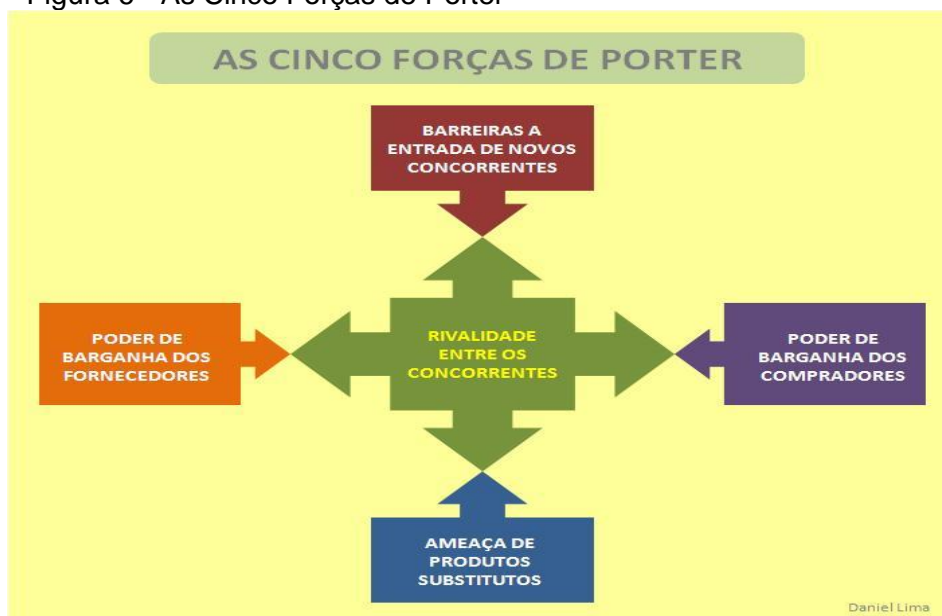 AS CINCO FORÇAS DE PORTER
BARREIRAS A
ENTRADA DE NOVOS
CONCORRENTES
PODER DE
BARGANHA DOS
FORNECEDORES
RIVALIDADE
ENTRE OS
CONCORRENTES
PODER DE
BARGANHA DOS
COMPRADORES
AMEAÇA DE
PRODUTOS
SUBSTITUTOS
Daniel Lima